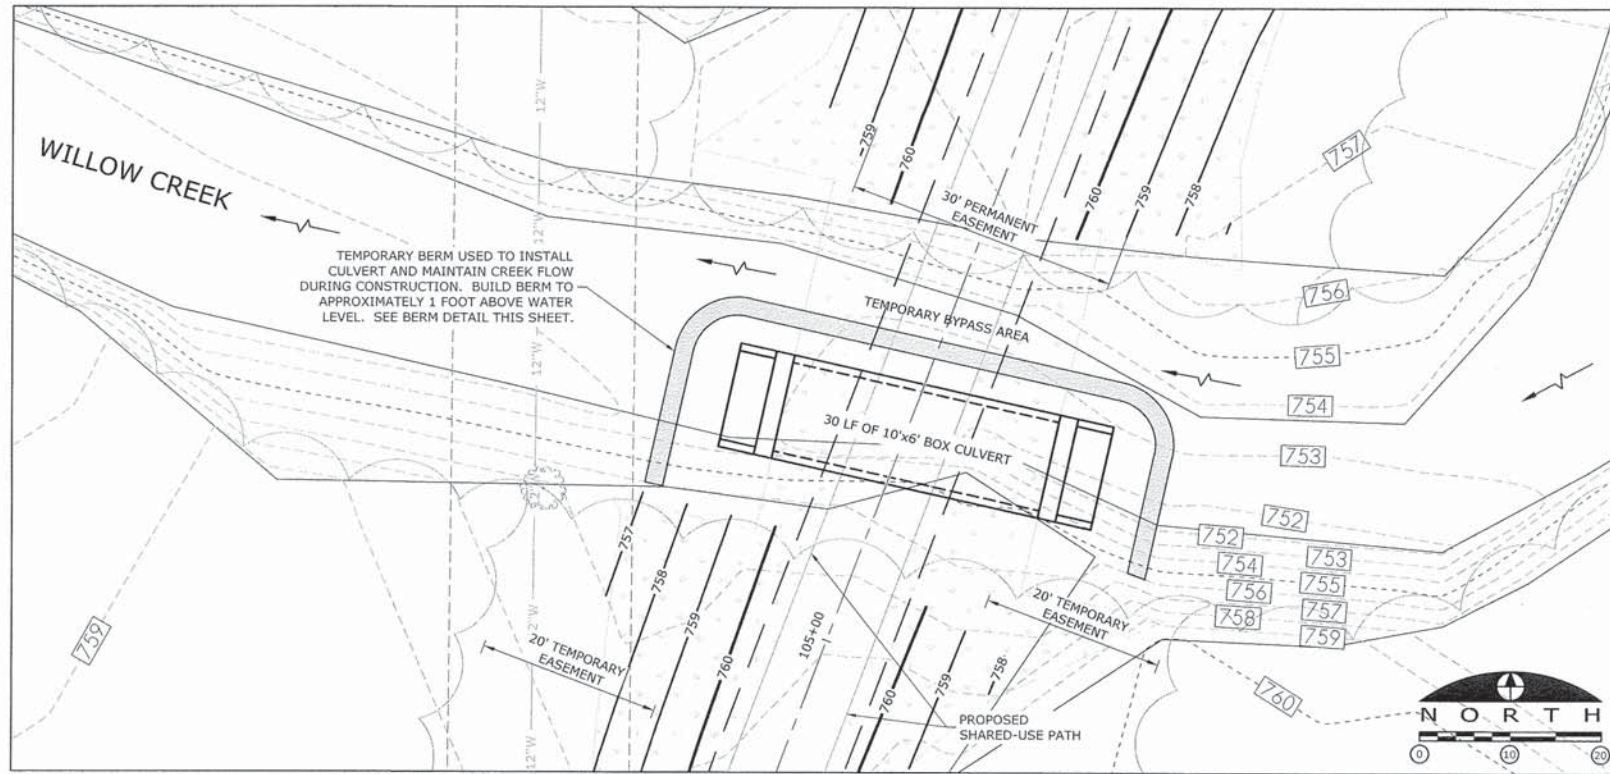 WILLOW CREEK
TEMPORARY BERM USED TO INSTALL
CULVERT AND MAINTAIN CREEK FLOW
DURING CONSTRUCTION. BUILD BERM TO
APPROXIMATELY 1 FOOT ABOVE WATER
LEVEL. SEE BERM DETAIL THIS SHEET.
12"W
12"W
12"W
12"W
12"W
12"W
12"W
759
760
30' PERMANENT
EASEMENT
760
759
758
757
756
755
754
753
752
TEMPORARY BYPASS AREA
30 LF OF 10'x6' BOX CULVERT
752
753
754
755
756
757
758
759
760
757
758
759
760
105+00
760
759
758
759
20' TEMPORARY
EASEMENT
20' TEMPORARY
EASEMENT
PROPOSED
SHARED-USE PATH
NORTH
0 10 20